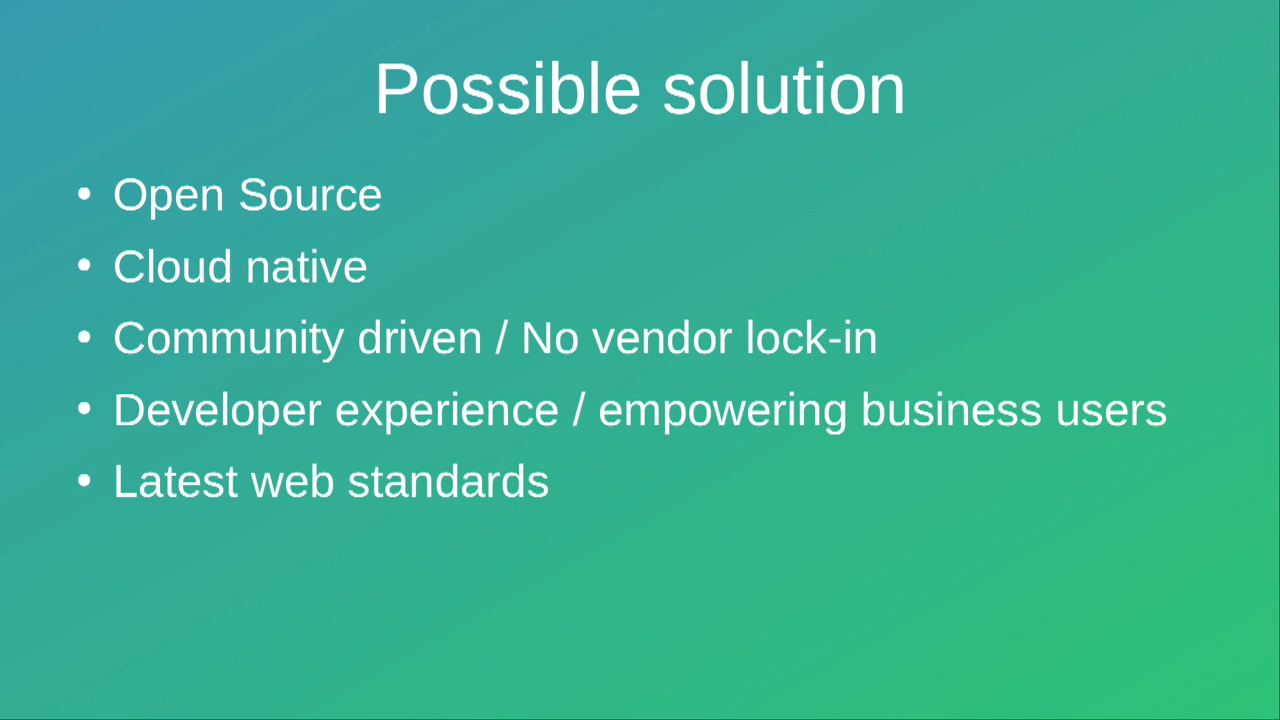 Possible solution
• Open Source
• Cloud native
• Community driven / No vendor lock-in
• Developer experience / empowering business users
• Latest web standards